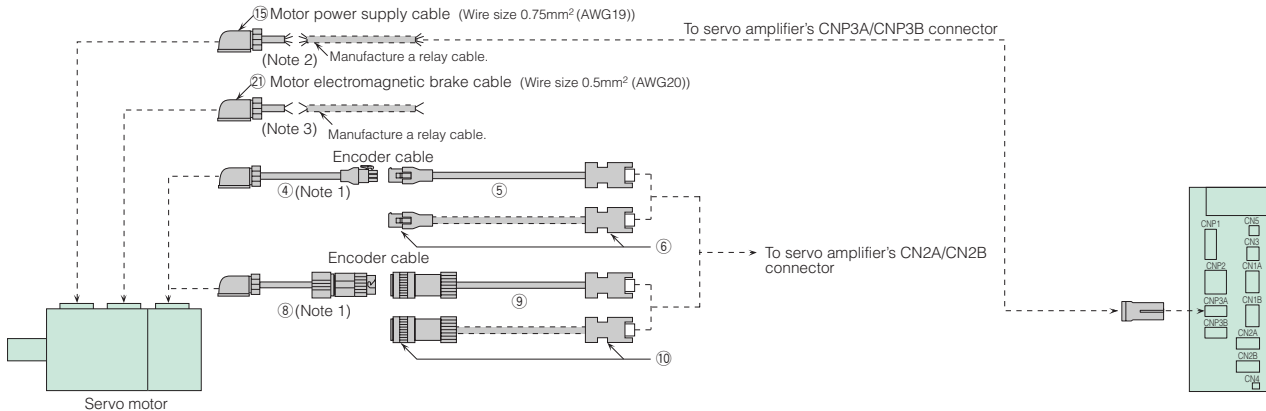 ⑮ Motor power supply cable (Wire size 0.75mm² (AWG19))
To servo amplifier's CNP3A/CNP3B connector
Manufacture a relay cable.
(Note 2)
㉑ Motor electromagnetic brake cable (Wire size 0.5mm² (AWG20))
(Note 3)
Manufacture a relay cable.
Encoder cable
④ (Note 1)
⑤
⑥
Encoder cable
To servo amplifier's CN2A/CN2B
connector
⑧ (Note 1)
⑨
⑩
Servo motor
CNP1
CN5
CN3
CNP2
CN1A
CNP3A
CN1B
CNP3B
CN2A
CN2B
CN4